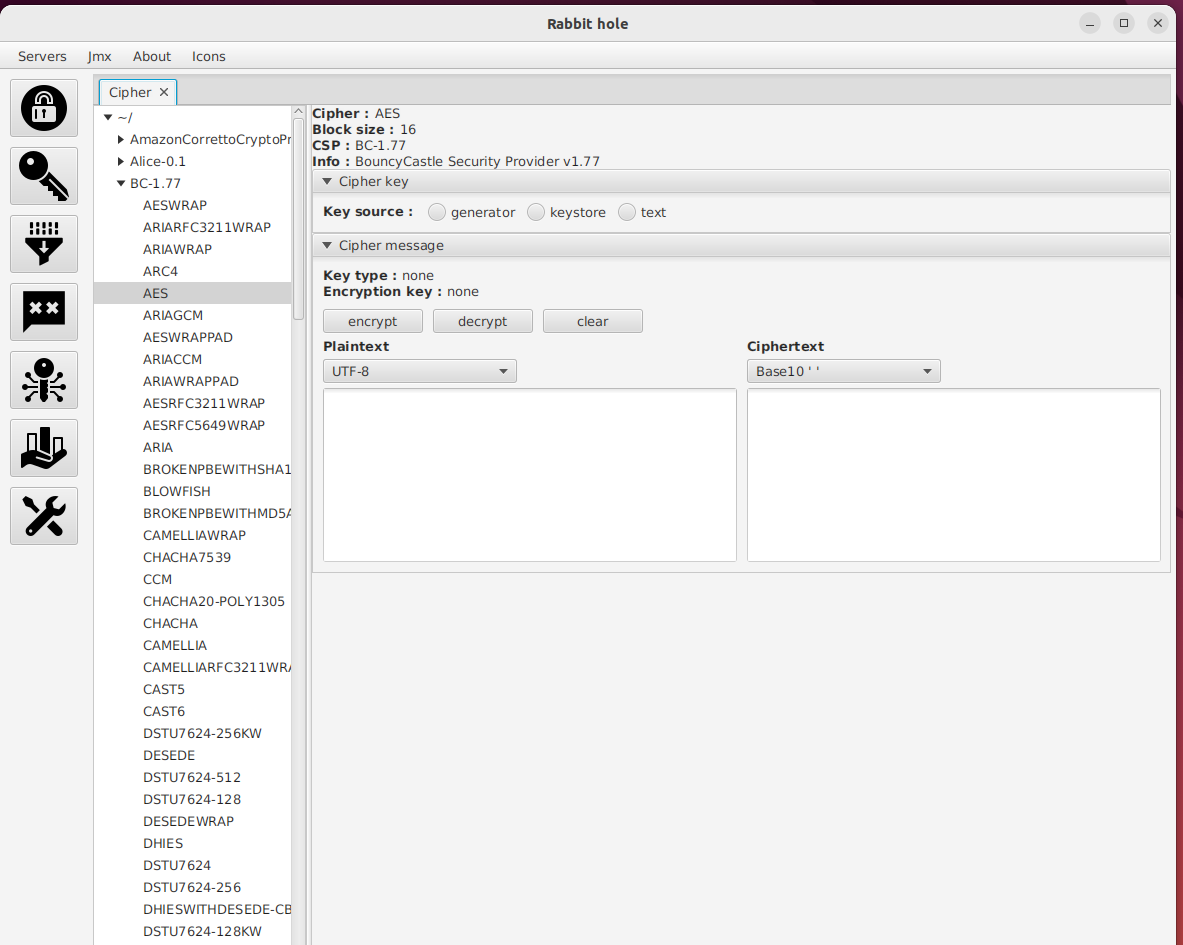 Rabbit hole
Servers Jmx About Icons
Cipher
~/
AmazonCorrettoCryptoPr
Alice-0.1
BC-1.77
AESWRAP
ARIARFC3211WRAP
ARIAWRAP
ARC4
AES
ARIAGCM
AESWRAPPAD
ARIACCM
ARIAWRAPPAD
AESRFC3211WRAP
AESRFC5649WRAP
ARIA
BROKENPBEWITHSHA1
BLOWFISH
BROKENPBEWITHMD5A
CAMELLIAWRAP
CHACHA7539
CCM
CHACHA20-POLY1305
CHACHA
CAMELLIA
CAMELLIARFC3211WRA
CAST5
CAST6
DSTU7624-256KW
DESEDE
DSTU7624-512
DSTU7624-128
DESEDEWRAP
DHIES
DSTU7624
DSTU7624-256
DHIESWITHDESEDE-CB
DSTU7624-128KW
Cipher : AES
Block size : 16
CSP : BC-1.77
Info : BouncyCastle Security Provider v1.77
Cipher key
Key source : generator keystore text
Cipher message
Key type : none
Encryption key : none
encrypt decrypt clear
Plaintext Ciphertext
UTF-8 Base10 ' '